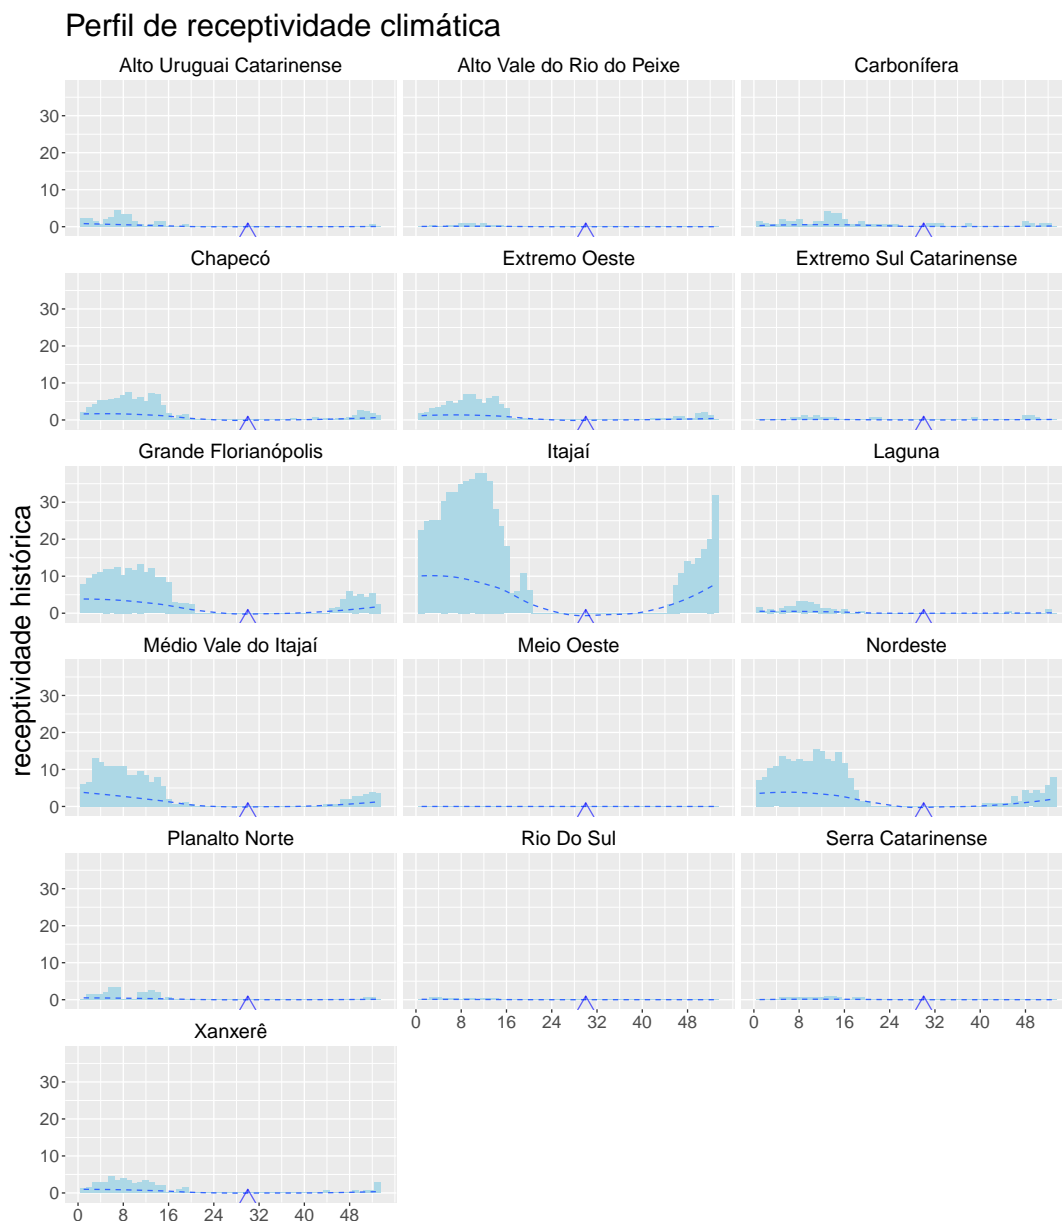 Perfil de receptividade climática
Alto Uruguai Catarinense Alto Vale do Rio do Peixe Carbonífera
30
20
10
0
Chapecó Extremo Oeste Extremo Sul Catarinense
30
20
10
0
Grande Florianópolis Itajaí Laguna
30
20
10
0
receptividade histórica
Médio Vale do Itajaí Meio Oeste Nordeste
30
20
10
0
Planalto Norte Rio Do Sul Serra Catarinense
30
20
10
0
0 8 16 24 32 40 48 0 8 16 24 32 40 48
Xanxerê
30
20
10
0
0 8 16 24 32 40 48